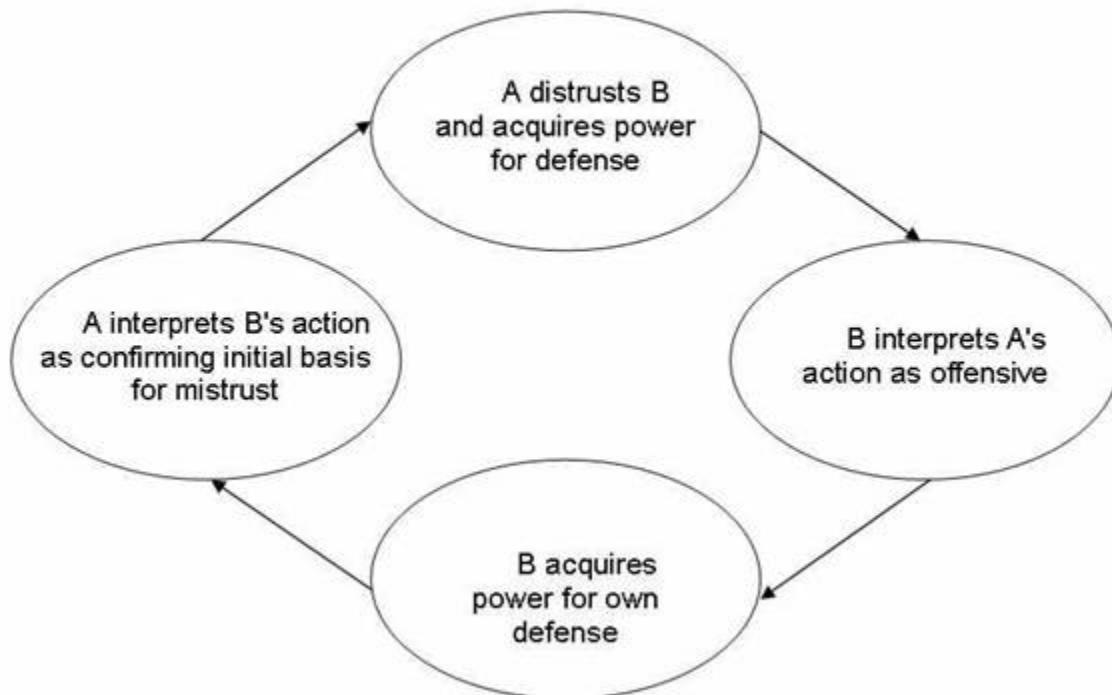 A distrusts B
and acquires power
for defense
A interprets B's action
as confirming initial basis
for mistrust
B interprets A's
action as offensive
B acquires
power for own
defense